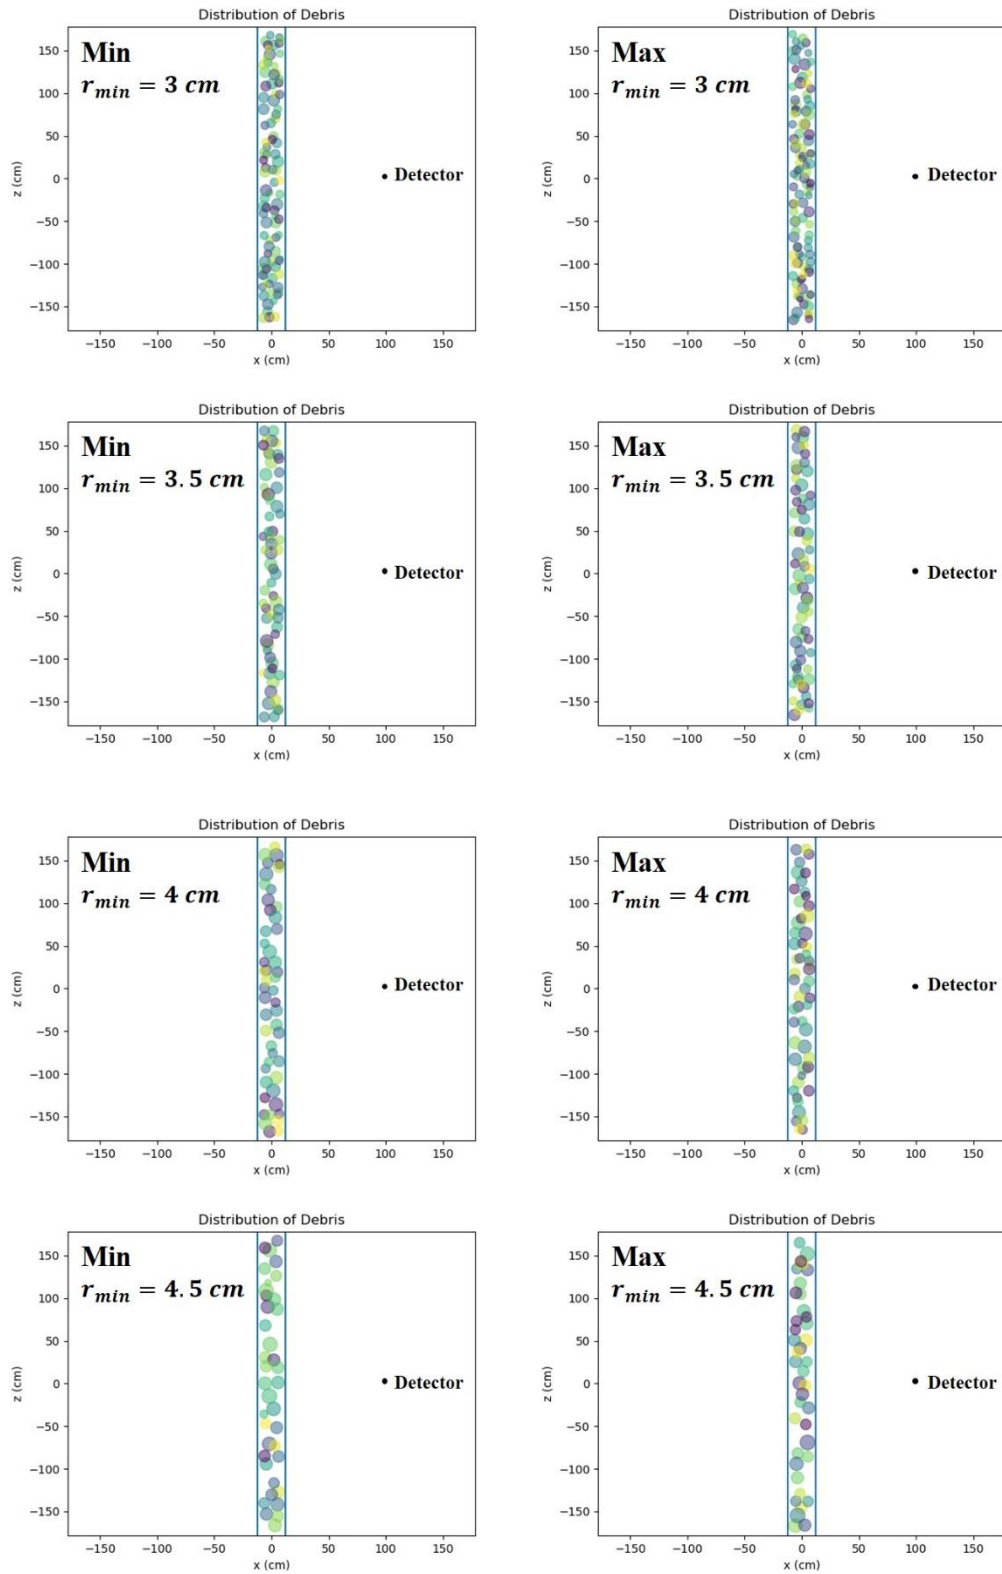 Distribution of Debris
Min
r_min = 3 cm
Detector
z (cm)
150
100
50
0
−50
−100
−150
−150 −100 −50 0 50 100 150
x (cm)
Distribution of Debris
Max
r_min = 3 cm
Detector
z (cm)
150
100
50
0
−50
−100
−150
−150 −100 −50 0 50 100 150
x (cm)
Distribution of Debris
Min
r_min = 3.5 cm
Detector
z (cm)
150
100
50
0
−50
−100
−150
−150 −100 −50 0 50 100 150
x (cm)
Distribution of Debris
Max
r_min = 3.5 cm
Detector
z (cm)
150
100
50
0
−50
−100
−150
−150 −100 −50 0 50 100 150
x (cm)
Distribution of Debris
Min
r_min = 4 cm
Detector
z (cm)
150
100
50
0
−50
−100
−150
−150 −100 −50 0 50 100 150
x (cm)
Distribution of Debris
Max
r_min = 4 cm
Detector
z (cm)
150
100
50
0
−50
−100
−150
−150 −100 −50 0 50 100 150
x (cm)
Distribution of Debris
Min
r_min = 4.5 cm
Detector
z (cm)
150
100
50
0
−50
−100
−150
−150 −100 −50 0 50 100 150
x (cm)
Distribution of Debris
Max
r_min = 4.5 cm
Detector
z (cm)
150
100
50
0
−50
−100
−150
−150 −100 −50 0 50 100 150
x (cm)